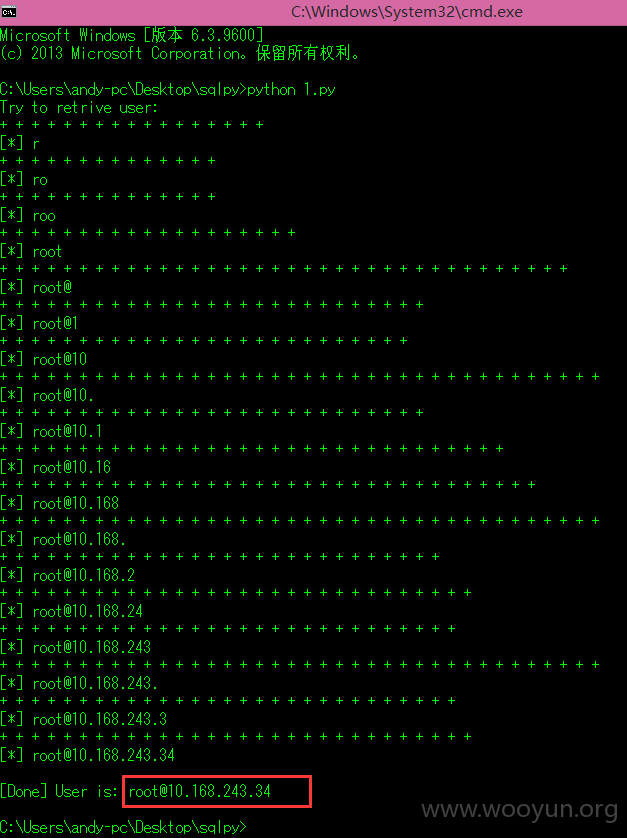 C:\Windows\System32\cmd.exe
Microsoft Windows [版本 6.3.9600]
(c) 2013 Microsoft Corporation。保留所有权利。
C:\Users\andy-pc\Desktop\sqlpy>python 1.py
Try to retrive user:
+ + + + + + + + + + + + + + + + +
[*] r
+ + + + + + + + + + + + + +
[*] ro
+ + + + + + + + + + + + + +
[*] roo
+ + + + + + + + + + + + + + + + + + +
[*] root
+ + + + + + + + + + + + + + + + + + + + + + + + + + + + + + + + + + + +
[*] root@
+ + + + + + + + + + + + + + + + + + + + + + + + + + +
[*] root@1
+ + + + + + + + + + + + + + + + + + + + + + + + + +
[*] root@10
+ + + + + + + + + + + + + + + + + + + + + + + + + + + + + + + + + + + + + +
[*] root@10.
+ + + + + + + + + + + + + + + + + + + + + + + + + + +
[*] root@10.1
+ + + + + + + + + + + + + + + + + + + + + + + + + + + + + + + +
[*] root@10.16
+ + + + + + + + + + + + + + + + + + + + + + + + + + + + + + + + + +
[*] root@10.168
+ + + + + + + + + + + + + + + + + + + + + + + + + + + + + + + + + + + + + +
[*] root@10.168.
+ + + + + + + + + + + + + + + + + + + + + + + + + + + +
[*] root@10.168.2
+ + + + + + + + + + + + + + + + + + + + + + + + + + + + + +
[*] root@10.168.24
+ + + + + + + + + + + + + + + + + + + + + + + + + + + + +
[*] root@10.168.243
+ + + + + + + + + + + + + + + + + + + + + + + + + + + + + + + + + + + + + +
[*] root@10.168.243.
+ + + + + + + + + + + + + + + + + + + + + + + + + + + + +
[*] root@10.168.243.3
+ + + + + + + + + + + + + + + + + + + + + + + + + + + + + +
[*] root@10.168.243.34
[Done] User is: root@10.168.243.34
www.wooyun.org
C:\Users\andy-pc\Desktop\sqlpy>